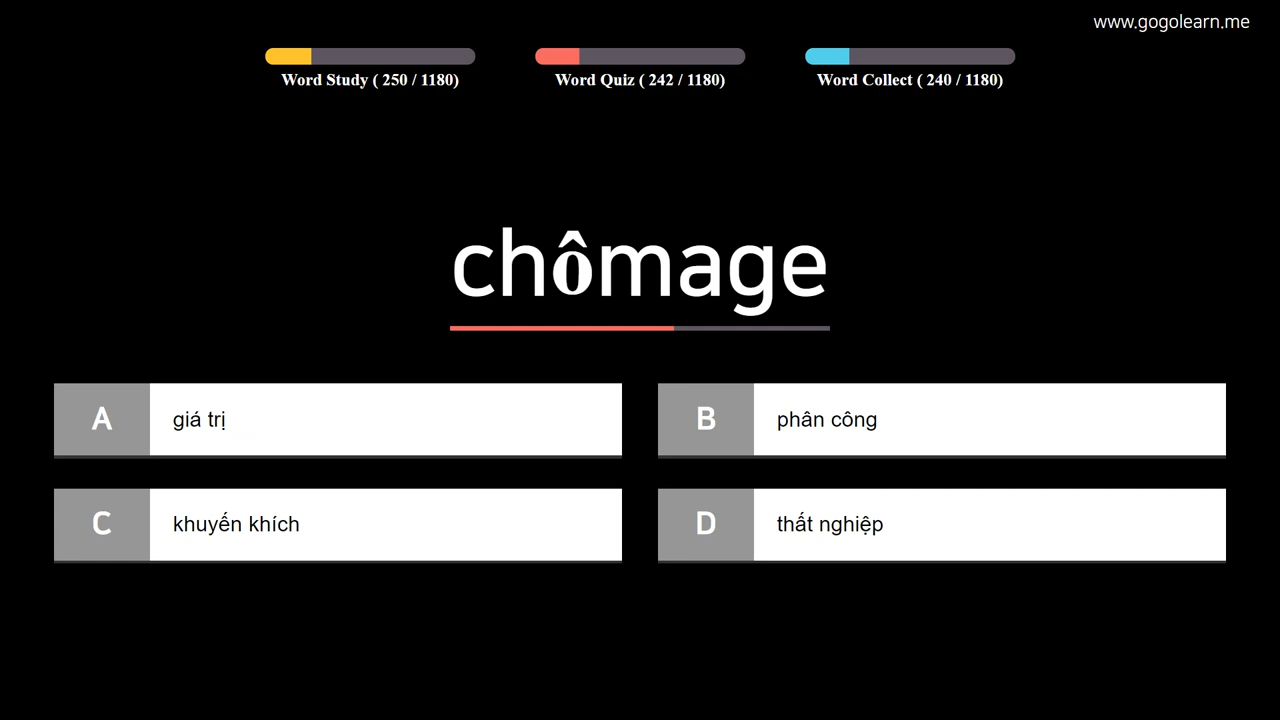 www.gogolearn.me
Word Study ( 250 / 1180)
Word Quiz ( 242 / 1180)
Word Collect ( 240 / 1180)
chômage
A giá trị
B phân công
C khuyến khích
D thất nghiệp